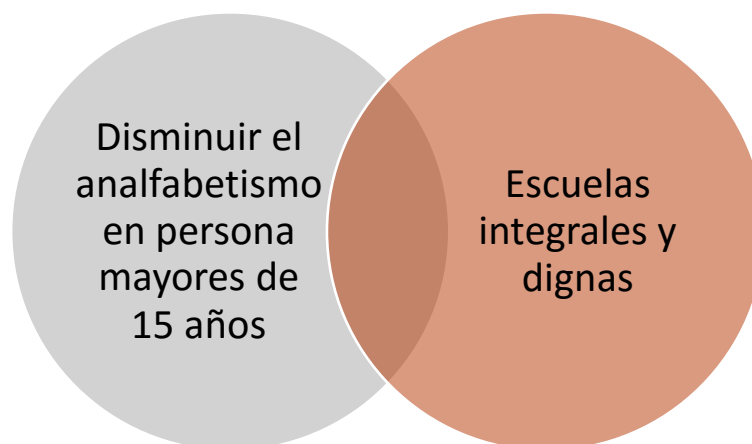 Disminuir el
analfabetismo
en persona
mayores de
15 años
Escuelas
integrales y
dignas